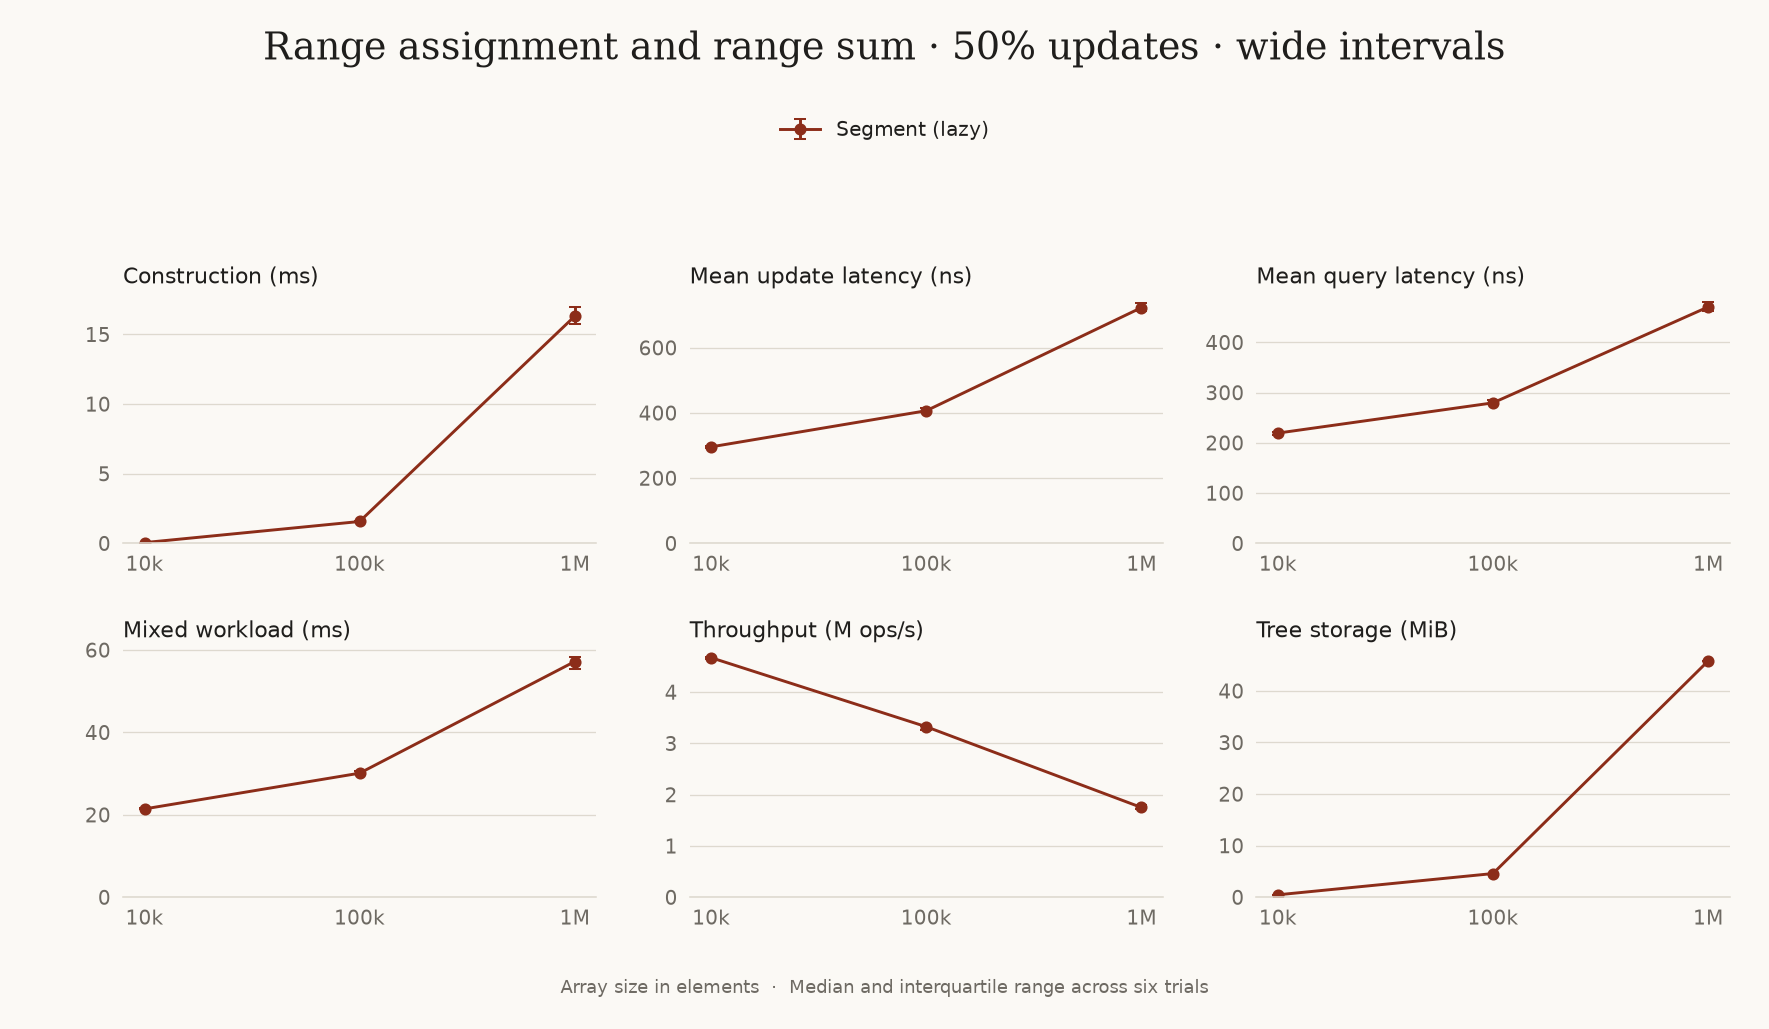 Range assignment and range sum · 50% updates · wide intervals
Segment (lazy)
Construction (ms)
15
10
5
0
10k 100k 1M
Mean update latency (ns)
600
400
200
0
10k 100k 1M
Mean query latency (ns)
400
300
200
100
0
10k 100k 1M
Mixed workload (ms)
60
40
20
0
10k 100k 1M
Throughput (M ops/s)
4
3
2
1
0
10k 100k 1M
Tree storage (MiB)
40
30
20
10
0
10k 100k 1M
Array size in elements · Median and interquartile range across six trials